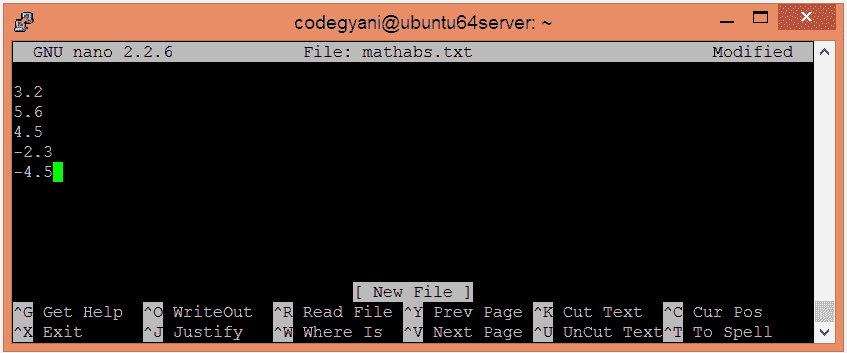 codegyani@ubuntu64server: ~
GNU nano 2.2.6 File: mathabs.txt Modified
3.2
5.6
4.5
-2.3
-4.5
[ New File ]
^G Get Help ^O WriteOut ^R Read File ^Y Prev Page ^K Cut Text ^C Cur Pos
^X Exit ^J Justify ^W Where Is ^V Next Page ^U UnCut Text ^T To Spell